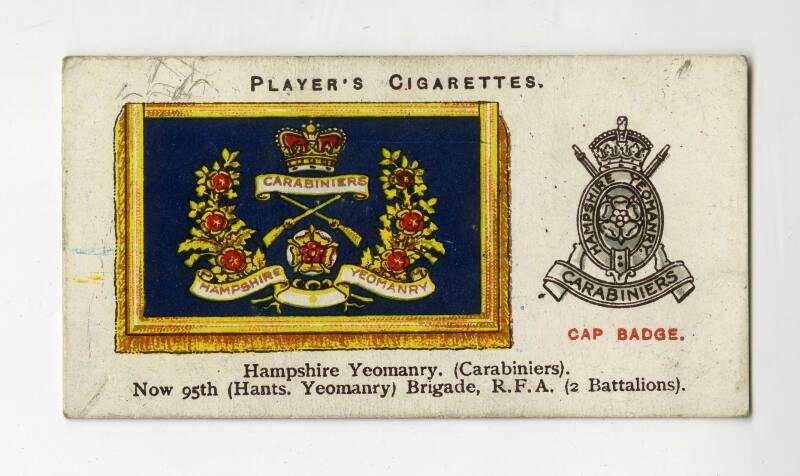 PLAYER'S CIGARETTES.
CARABINIERS
HAMPSHIRE YEOMANRY
HAMPSHIRE YEOMANRY
CARABINIERS
CAP BADGE.
Hampshire Yeomanry. (Carabiniers).
Now 95th (Hants. Yeomanry) Brigade, R.F.A. (2 Battalions).